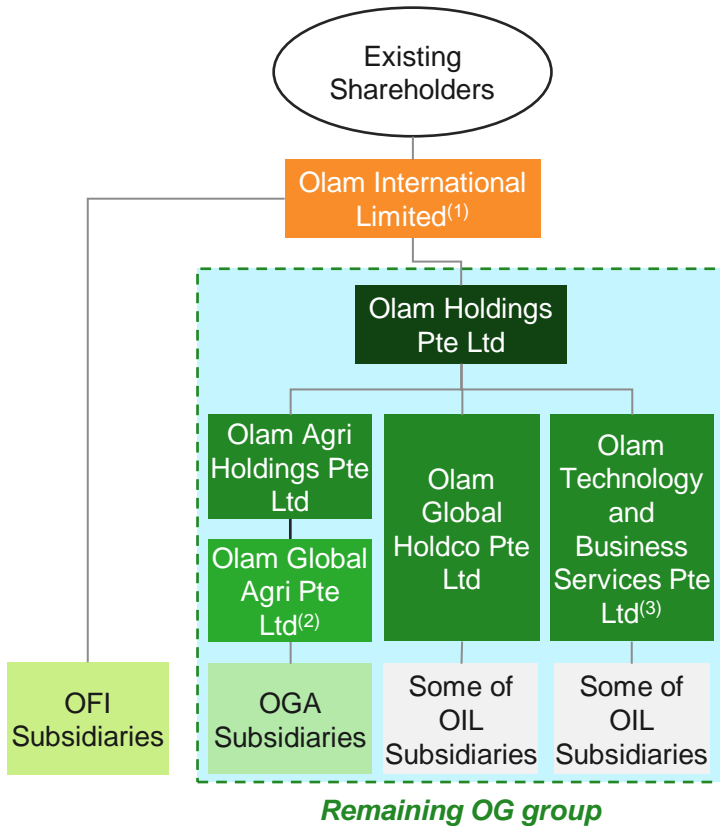 Existing
Shareholders
Olam International
Limited(1)
Olam Holdings
Pte Ltd
Olam Agri
Holdings Pte
Ltd
Olam Global
Agri Pte
Ltd(2)
Olam
Global
Holdco Pte
Ltd
Olam
Technology
and
Business
Services Pte
Ltd(3)
OFI
Subsidiaries
OGA
Subsidiaries
Some of
OIL
Subsidiaries
Some of
OIL
Subsidiaries
Remaining OG group